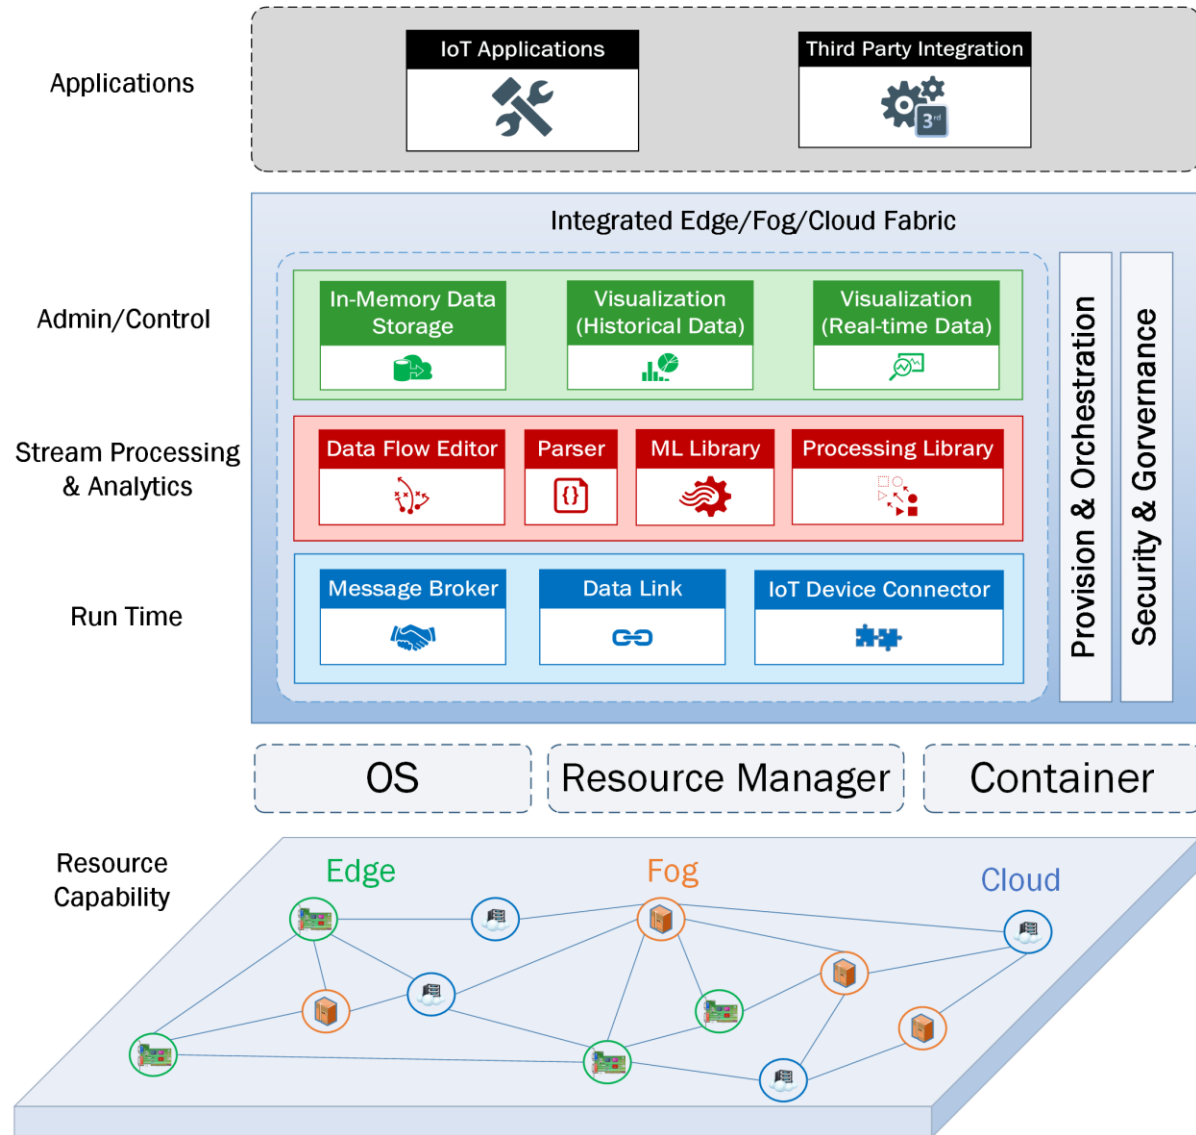 Applications
IoT Applications
Third Party Integration
3rd
Integrated Edge/Fog/Cloud Fabric
Admin/Control
In-Memory Data
Storage
Visualization
(Historical Data)
Visualization
(Real-time Data)
Stream Processing
& Analytics
Data Flow Editor
Parser
{}
ML Library
Processing Library
Run Time
Message Broker
Data Link
IoT Device Connector
Provision & Orchestration
Security & Gorvernance
OS
Resource Manager
Container
Resource
Capability
Edge
Fog
Cloud